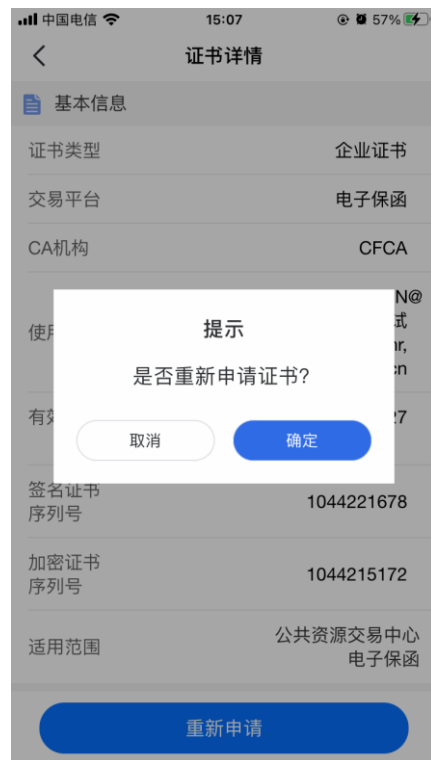 中国电信 15:07 57%
证书详情
基本信息
证书类型 企业证书
交易平台 电子保函
CA机构 CFCA
N@
提示
是否重新申请证书?
取消 确定
签名证书
序列号 1044221678
加密证书
序列号 1044215172
适用范围 公共资源交易中心
电子保函
重新申请